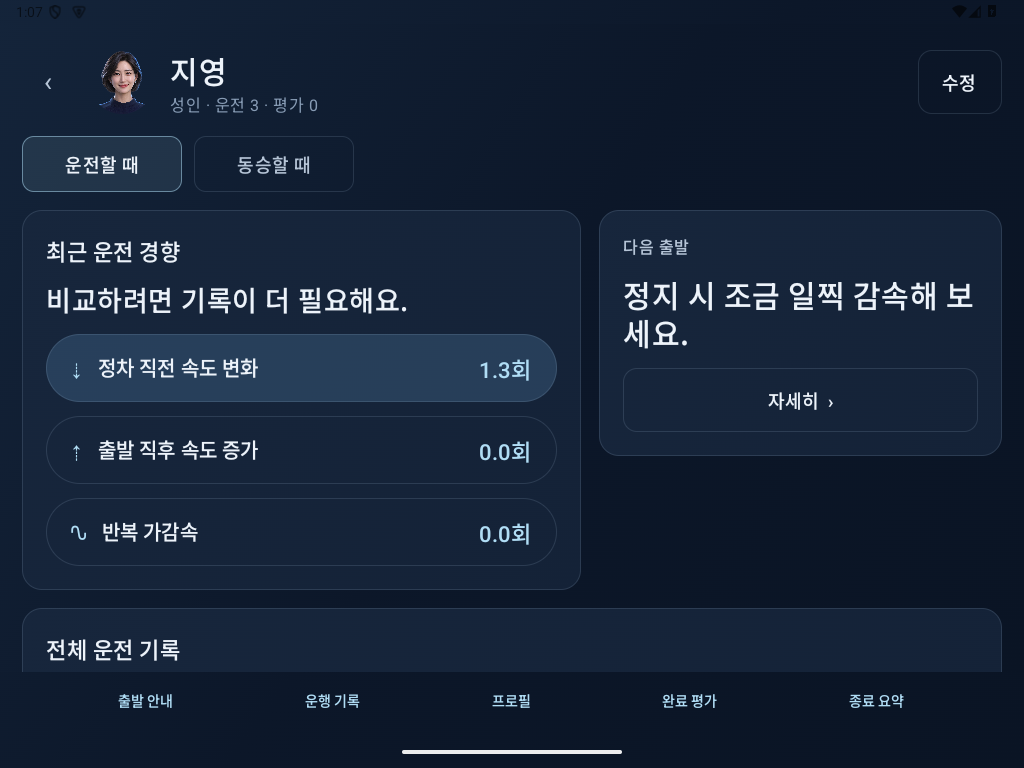 1:07
‹
지영
성인 · 운전 3 · 평가 0
수정
운전할 때
동승할 때
최근 운전 경향
비교하려면 기록이 더 필요해요.
↓ 정차 직전 속도 변화 1.3회
↑ 출발 직후 속도 증가 0.0회
∿ 반복 가감속 0.0회
다음 출발
정지 시 조금 일찍 감속해 보
세요.
자세히 ›
전체 운전 기록
출발 안내
운행 기록
프로필
완료 평가
종료 요약